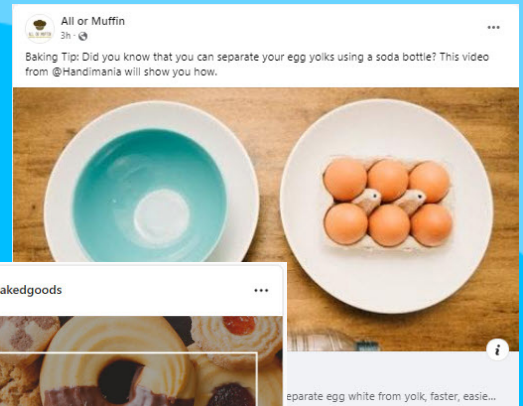 All or Muffin
3h
Baking Tip: Did you know that you can separate your egg yolks using a soda bottle? This video
from @Handimania will show you how.
akedgoods
i
eparate egg white from yolk, faster, easie...